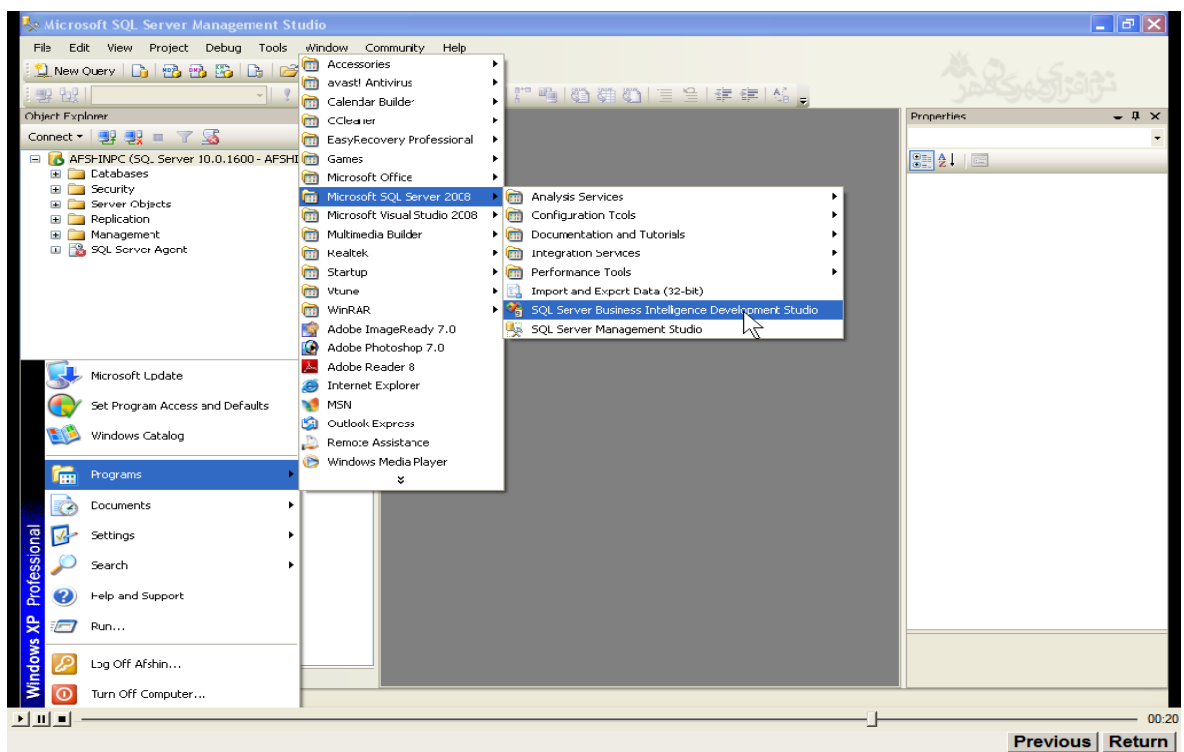 Microsoft SQL Server Management Studio
File Edit View Project Debug Tools Window Community Help
New Query
Object Explorer
Connect
AFSHINPC (SQL Server 10.0.1600 - AFSHI
Databases
Security
Server Objects
Replication
Management
SQL Server Agent
Accessories
avast! Antivirus
Calendar Builder
CCleaner
EasyRecovery Professional
Games
Microsoft Office
Microsoft SQL Server 2008
Microsoft Visual Studio 2008
Multimedia Builder
Realtek
Startup
Vtune
WinRAR
Adobe ImageReady 7.0
Adobe Photoshop 7.0
Adobe Reader 8
Internet Explorer
MSN
Outlook Express
Remote Assistance
Windows Media Player
Analysis Services
Configuration Tools
Documentation and Tutorials
Integration Services
Performance Tools
Import and Export Data (32-bit)
SQL Server Business Intelligence Development Studio
SQL Server Management Studio
Properties
Microsoft Update
Set Program Access and Defaults
Windows Catalog
Programs
Documents
Settings
Search
Help and Support
Run...
Log Off Afshin...
Turn Off Computer...
Windows XP Professional
00:20
Previous Return